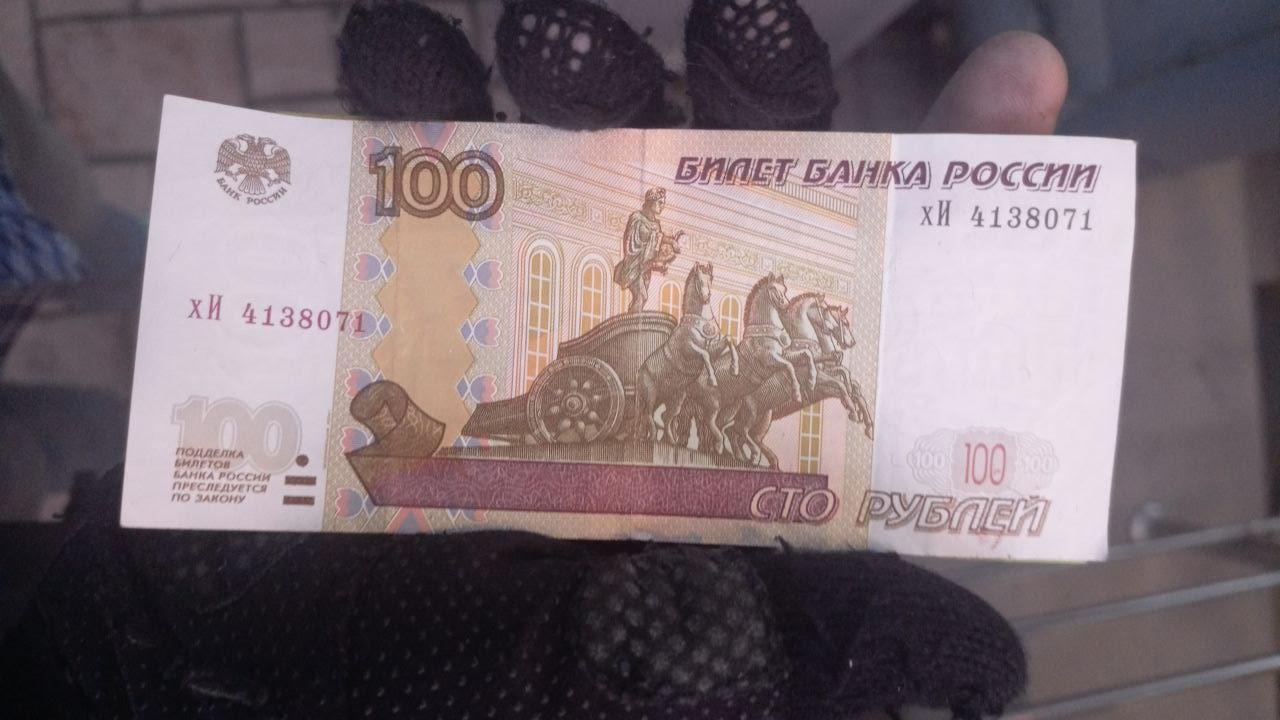 БАНК РОССИИ
100
БИЛЕТ БАНКА РОССИИ
хИ 4138071
хИ 4138071
100
ПОДДЕЛКА
БИЛЕТОВ
БАНКА РОССИИ
ПРЕСЛЕДУЕТСЯ
ПО ЗАКОНУ
100 100 100
СТО РУБЛЕЙ